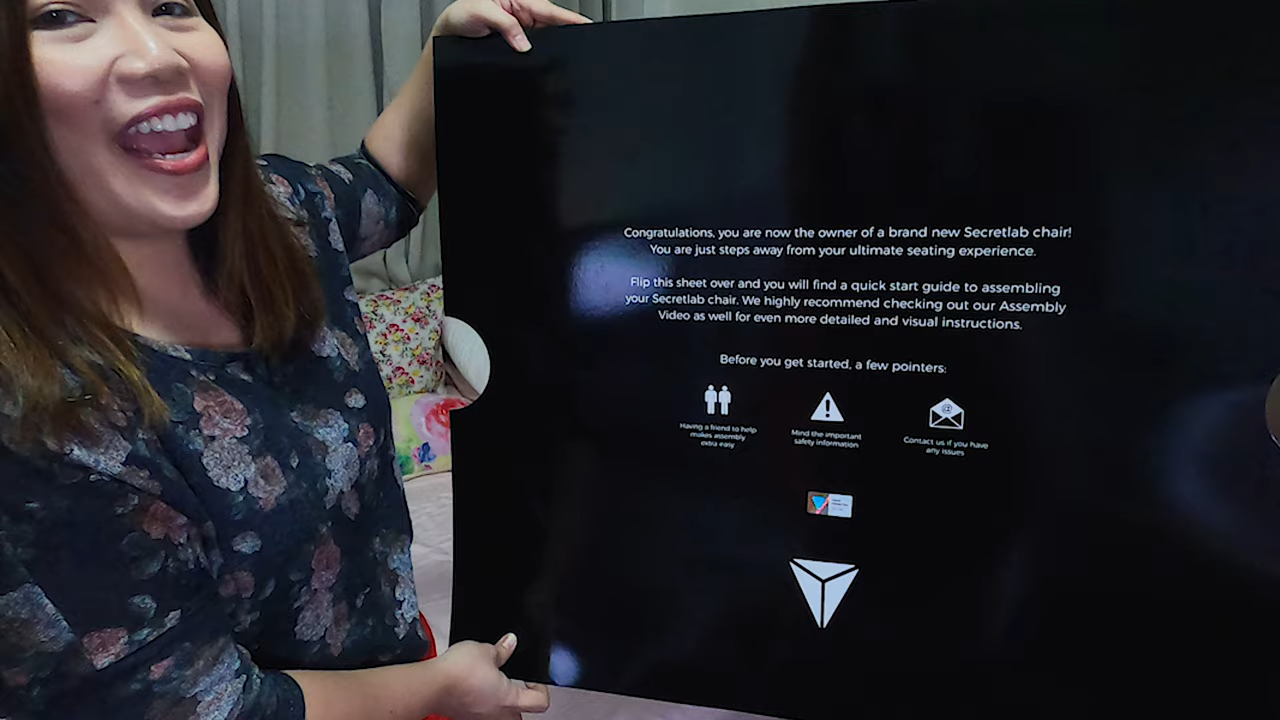 Congratulations, you are now the owner of a brand new Secretlab chair!
You are just steps away from your ultimate seating experience.
Flip this sheet over and you will find a quick start guide to assembling
your Secretlab chair. We highly recommend checking out our Assembly
Video as well for even more detailed and visual instructions.
Before you get started, a few pointers:
Having a friend to help
makes assembly
extra easy
Mind the important
safety information
Contact us if you have
any issues